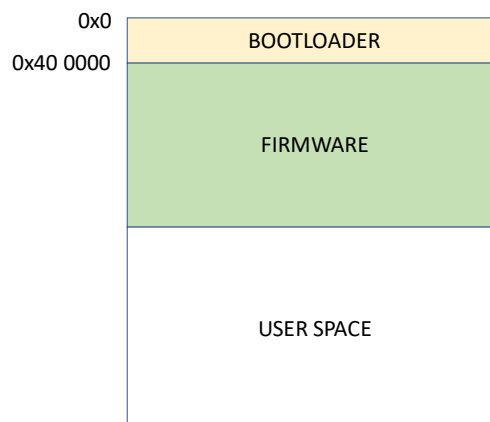 0x0
BOOTLOADER
0x40 0000
FIRMWARE
USER SPACE